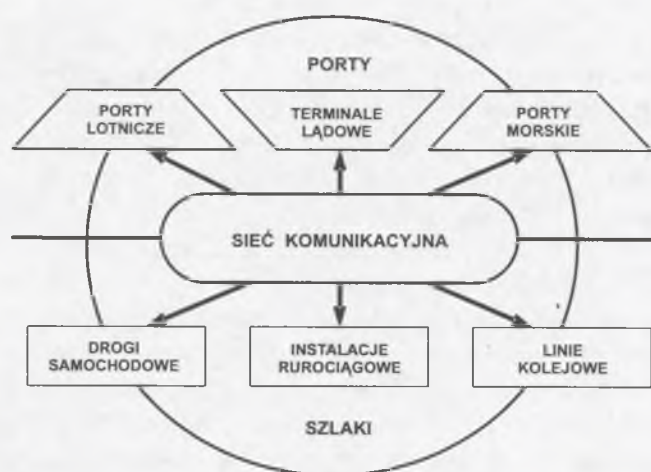 PORTY
PORTY
LOTNICZE
TERMINALE
LĄDOWE
PORTY
MORSKIE
SIEĆ KOMUNIKACYJNA
DROGI
SAMOCHODOWE
INSTALACJE
RUROCIĄGOWE
LINIE
KOLEJOWE
SZLAKI